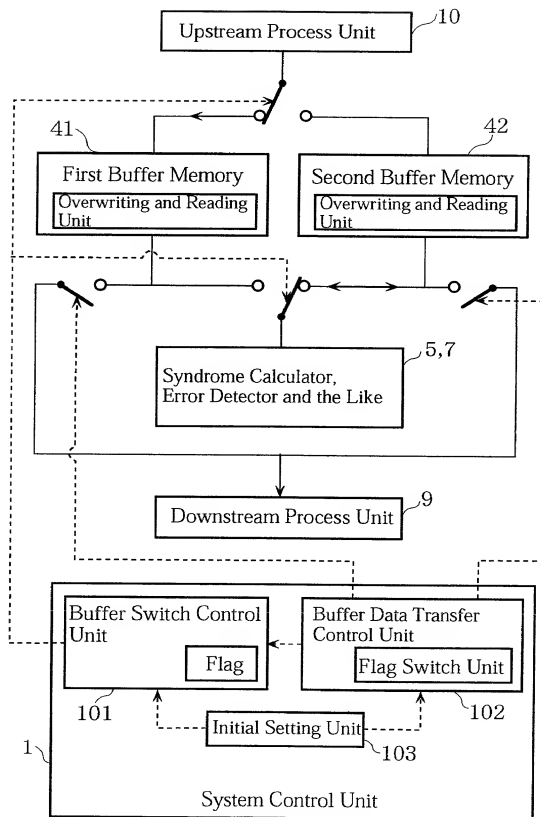 Upstream Process Unit
10
41
42
First Buffer Memory
Overwriting and Reading
Unit
Second Buffer Memory
Overwriting and Reading
Unit
5,7
Syndrome Calculator,
Error Detector and the Like
9
Downstream Process Unit
Buffer Switch Control
Unit
Flag
Buffer Data Transfer
Control Unit
Flag Switch Unit
101
102
Initial Setting Unit
103
1
System Control Unit